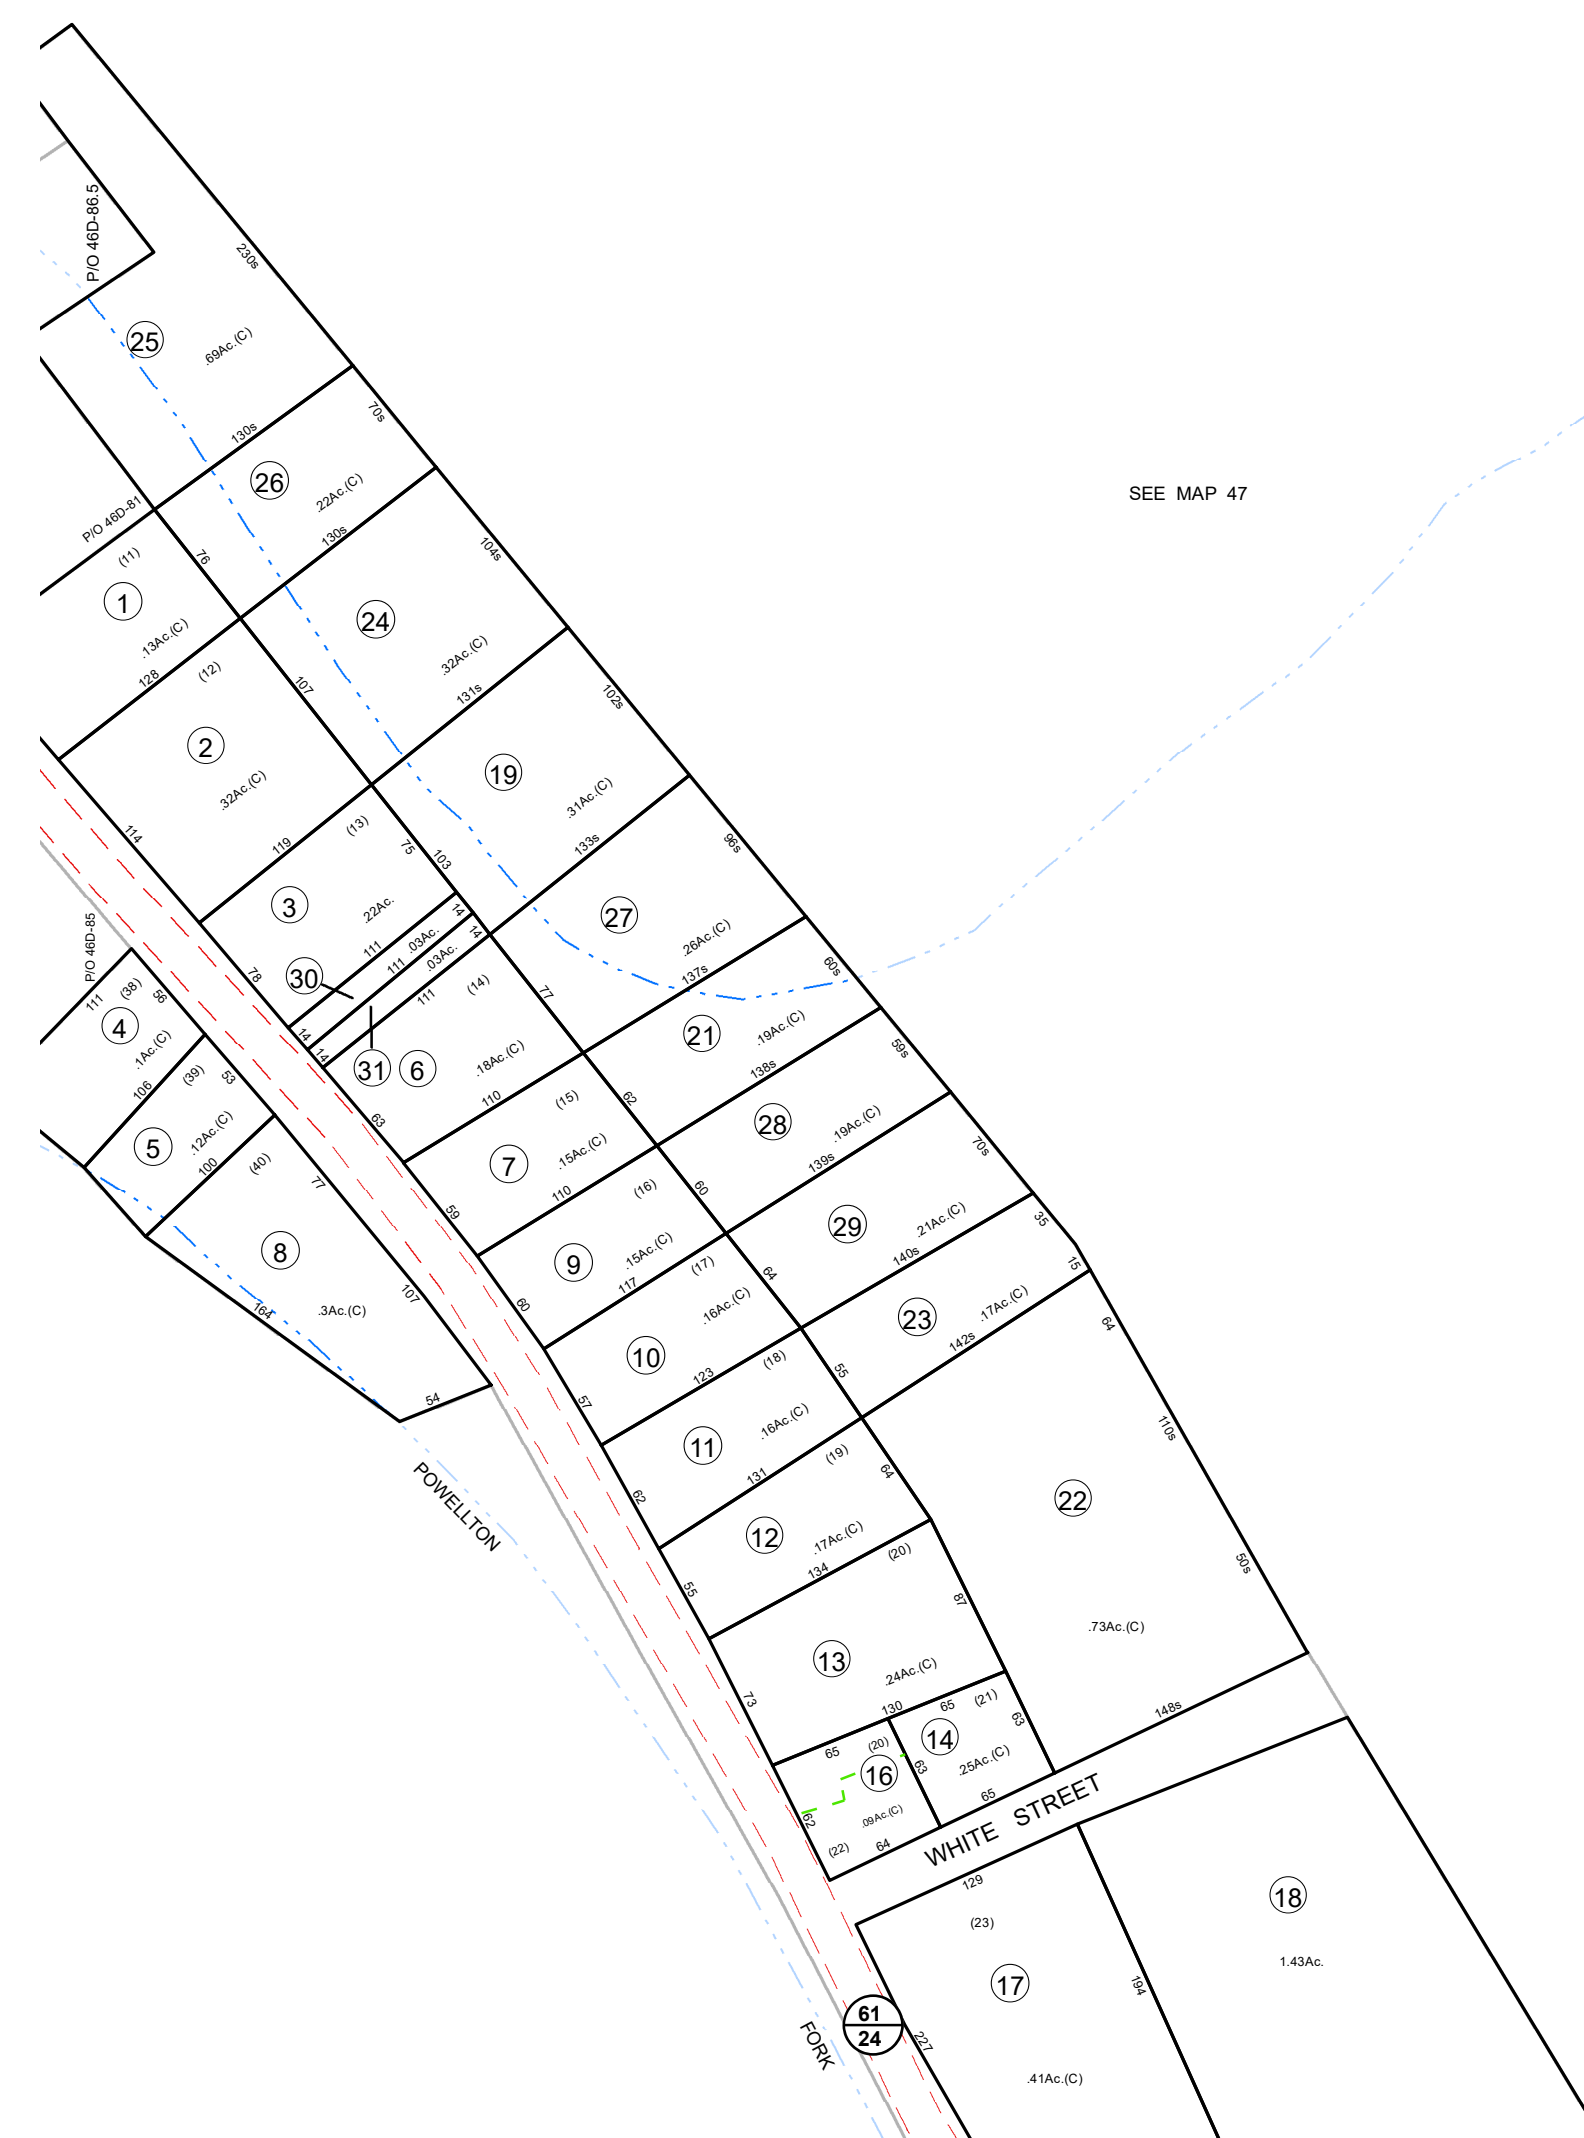 P/O 46D-86.5
230s
25
.69Ac.(C)
130s
70s
26
.22Ac.(C)
SEE MAP 47
P/O 46D-81
(11)
76
130s
104s
1
24
.13Ac.(C)
.32Ac.(C)
128
(12)
107
131s
102s
2
19
.32Ac.(C)
.31Ac.(C)
114
119
(13)
75
103
133s
96s
3
.22Ac.
14
27
.26Ac.(C)
P/O 46D-85
111
.03Ac.
14
137s
60s
78
30
111
.03Ac.
111
(14)
77
111
(38)
56
4
14
21
.19Ac.(C)
.1Ac.(C)
14
31
6
.18Ac.(C)
138s
59s
106
(39)
53
110
(15)
62
5
.12Ac.(C)
63
28
.19Ac.(C)
100
(40)
77
7
.15Ac.(C)
139s
70s
110
(16)
60
59
8
9
.15Ac.(C)
29
.21Ac.(C)
35
164
.3Ac.(C)
107
60
117
(17)
64
140s
15
.16Ac.(C)
23
.17Ac.(C)
64
10
142s
54
57
123
(18)
55
11
.16Ac.(C)
110s
131
(19)
64
POWELLTON
62
22
12
.17Ac.(C)
134
(20)
50s
55
87
.73Ac.(C)
13
.24Ac.(C)
73
130
65
(21)
63
148s
65
(20)
14
16
63
.25Ac.(C)
62
.09Ac.(C)
65
(22)
64
WHITE STREET
129
18
(23)
1.43Ac.
17
194
61
24
227
FORK
.41Ac.(C)